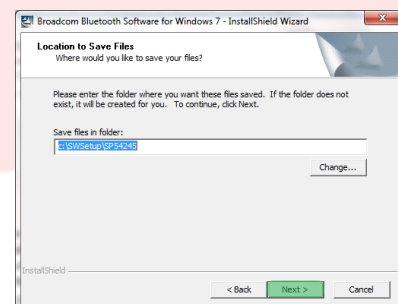 Broadcom Bluetooth Software for Windows 7 - InstallShield Wizard
Location to Save Files
Where would you like to save your files?
Please enter the folder where you want these files saved. If the folder does not
exist, it will be created for you. To continue, click Next.
Save files in folder:
c:\SWSetup\SP54245
Change...
InstallShield
< Back Next > Cancel